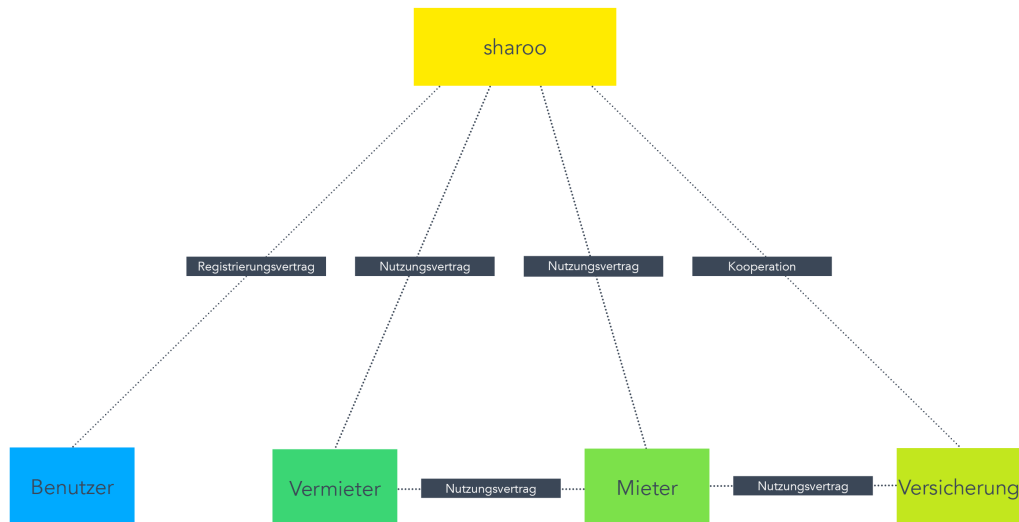 sharoo
Registrierungsvertrag
Nutzungsvertrag
Nutzungsvertrag
Kooperation
Benutzer
Vermieter
Nutzungsvertrag
Mieter
Nutzungsvertrag
Versicherung